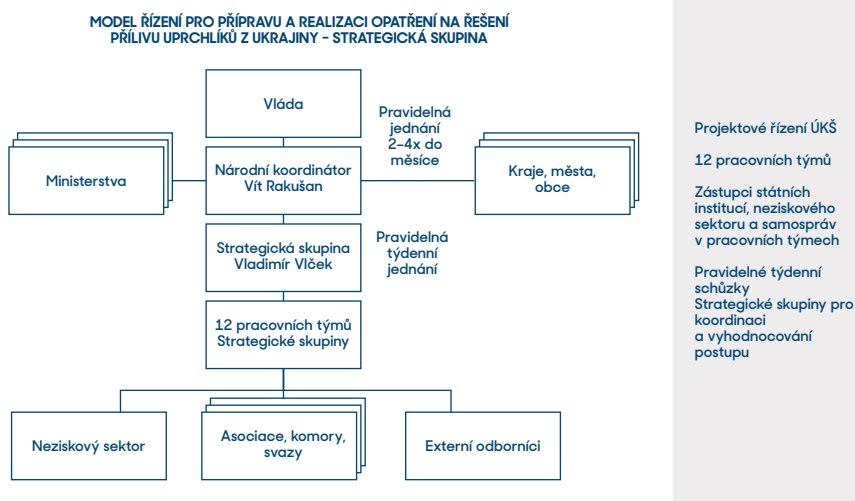 MODEL ŘÍZENÍ PRO PŘÍPRAVU A REALIZACI OPATŘENÍ NA ŘEŠENÍ
PŘÍLIVU UPRCHLÍKŮ Z UKRAJINY – STRATEGICKÁ SKUPINA
Vláda
Pravidelná
jednání
2–4x do
měsíce
Ministerstva
Národní koordinátor
Vít Rakušan
Kraje, města,
obce
Strategická skupina
Vladimír Vlček
Pravidelná
týdenní
jednání
12 pracovních týmů
Strategické skupiny
Neziskový sektor
Asociace, komory,
svazy
Externí odborníci
Projektové řízení ÚKŠ
12 pracovních týmů
Zástupci státních
institucí, neziskového
sektoru a samospráv
v pracovních týmech
Pravidelné týdenní
schůzky
Strategické skupiny pro
koordinaci
a vyhodnocování
postupu